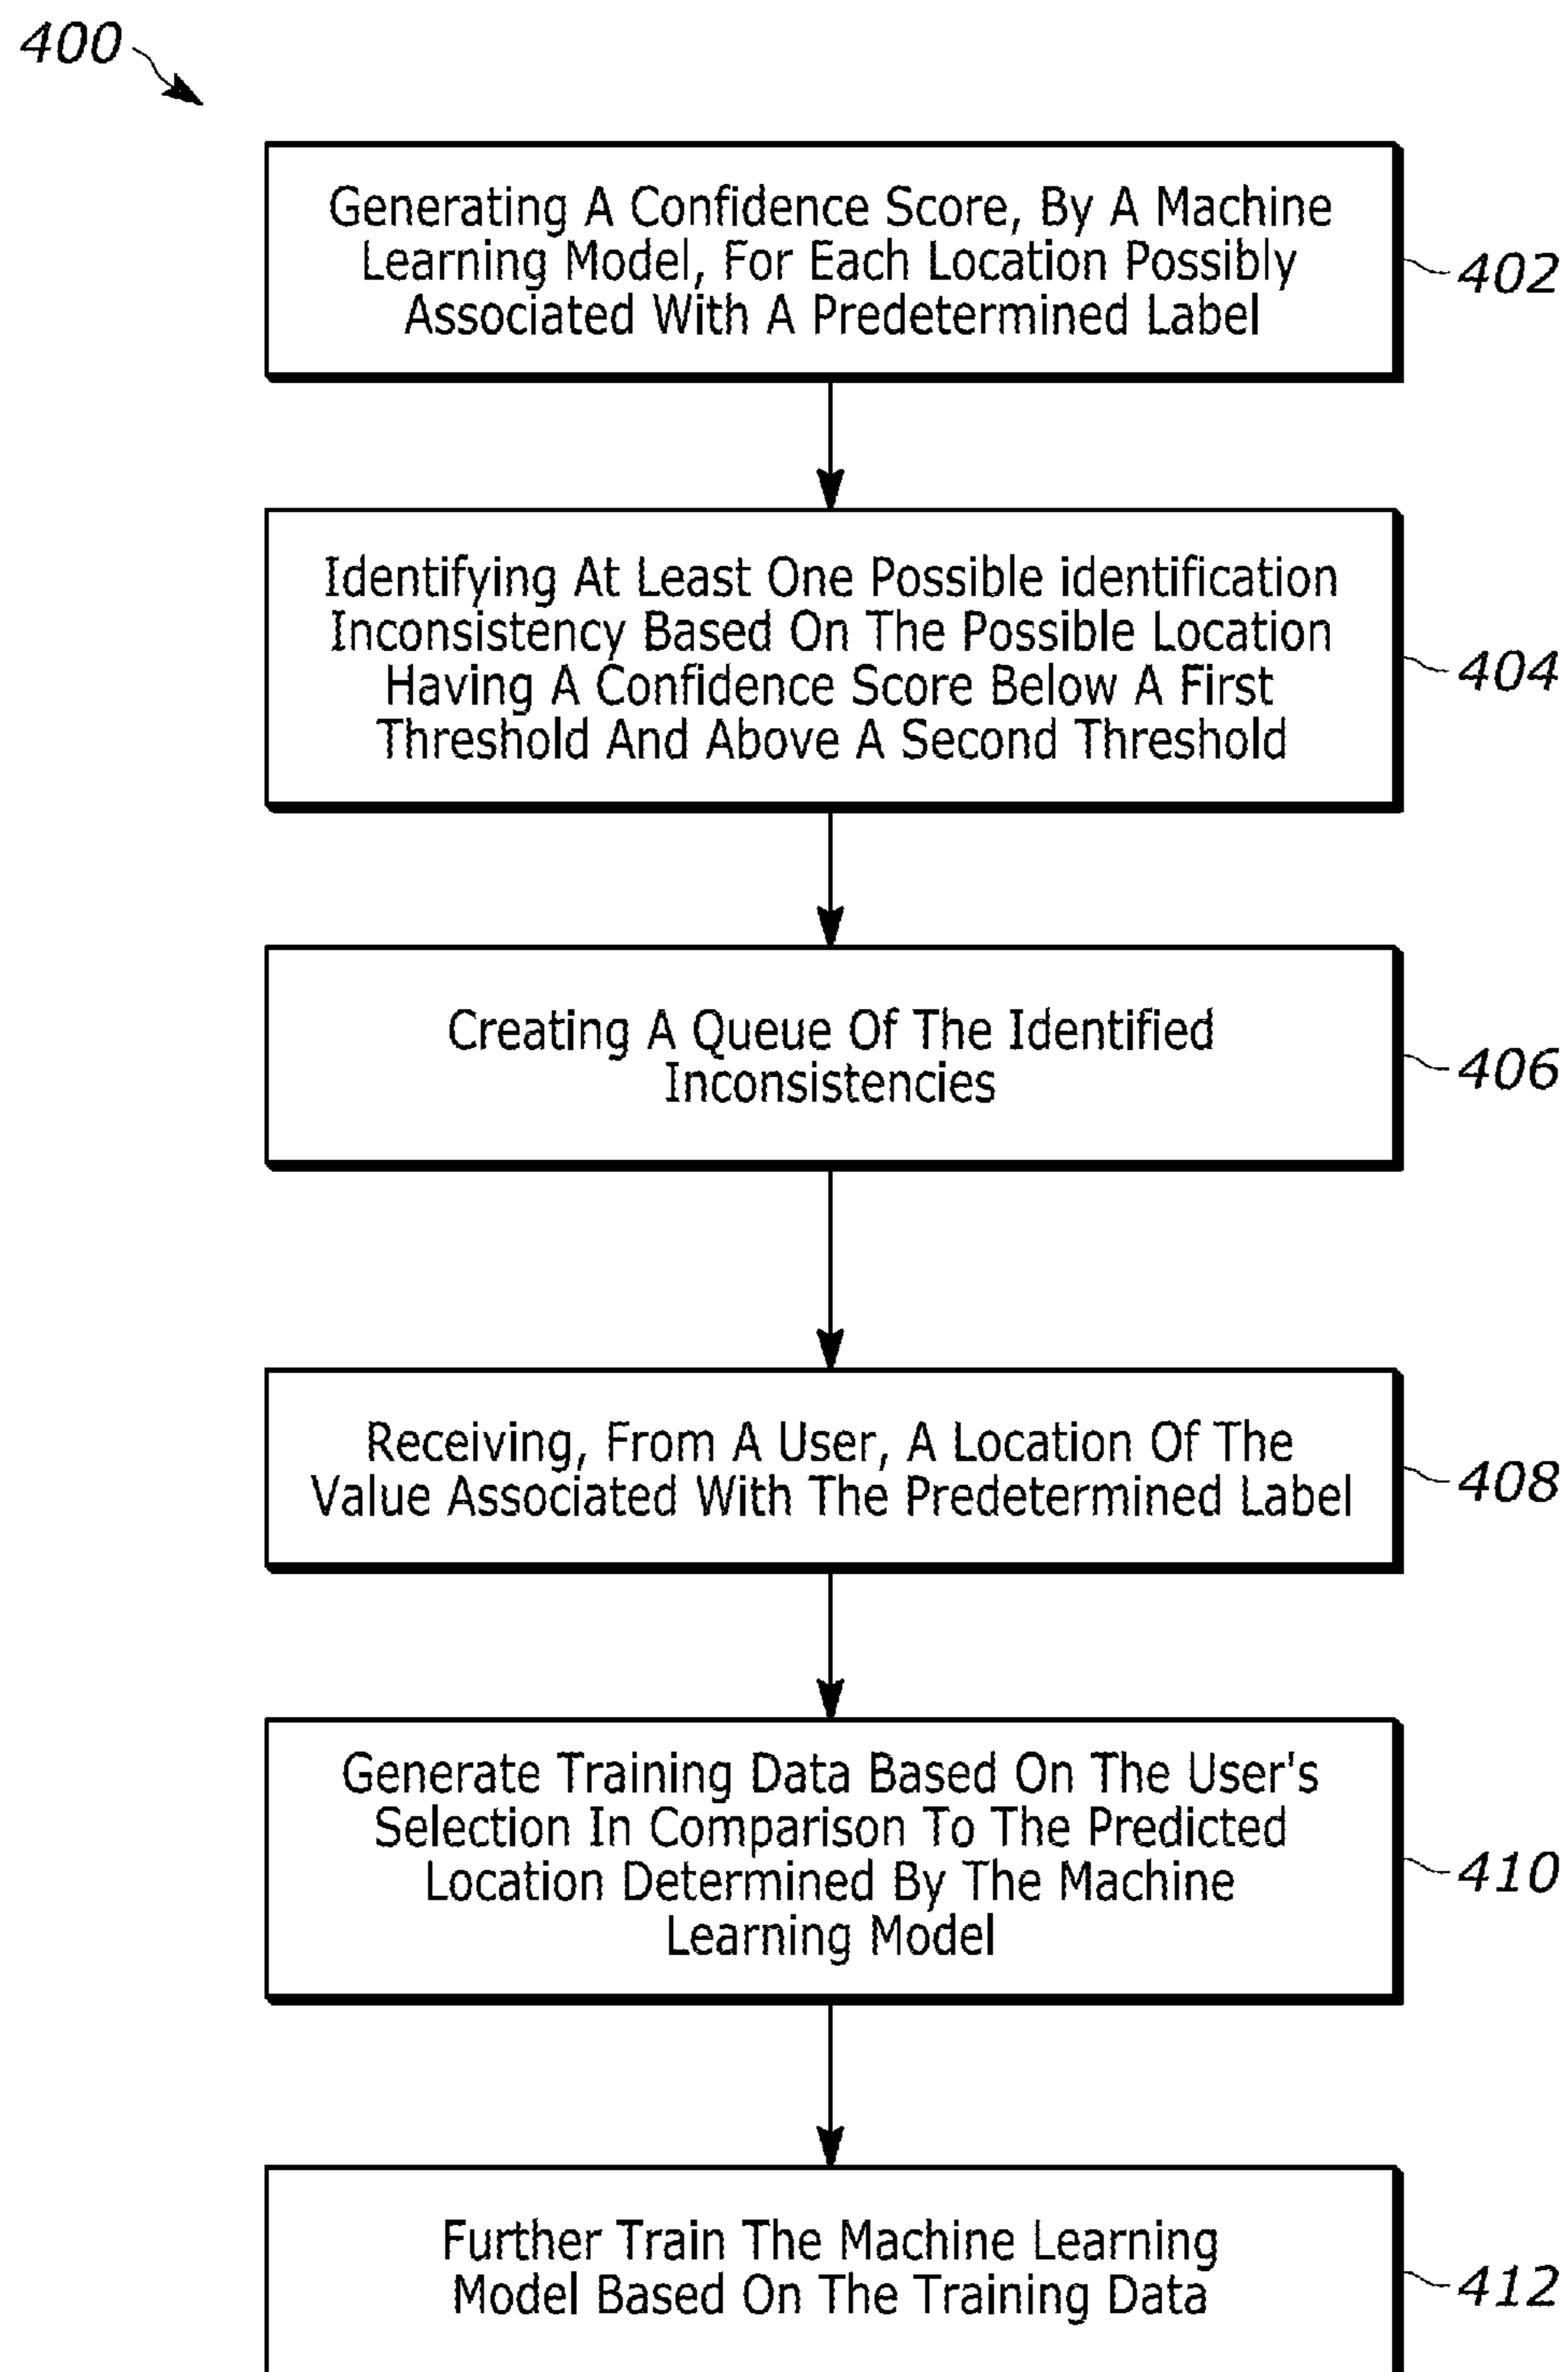 400
Generating A Confidence Score, By A Machine
Learning Model, For Each Location Possibly
Associated With A Predetermined Label
402
Identifying At Least One Possible identification
Inconsistency Based On The Possible Location
Having A Confidence Score Below A First
Threshold And Above A Second Threshold
404
Creating A Queue Of The Identified
Inconsistencies
406
Receiving, From A User, A Location Of The
Value Associated With The Predetermined Label
408
Generate Training Data Based On The User's
Selection In Comparison To The Predicted
Location Determined By The Machine
Learning Model
410
Further Train The Machine Learning
Model Based On The Training Data
412